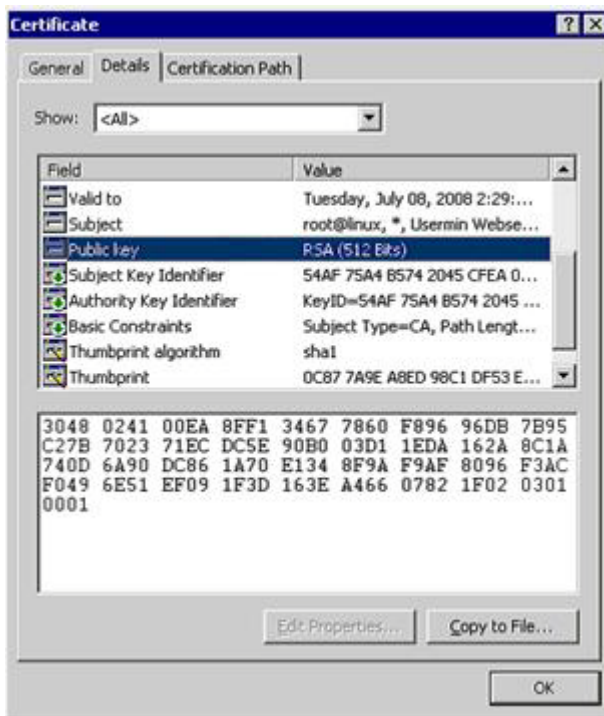 Certificate
General Details Certification Path
Show: <All>
Field Value
Valid to Tuesday, July 08, 2008 2:29:...
Subject root@linux, *, Usermin Webse...
Public key RSA (512 Bits)
Subject Key Identifier 54AF 75A4 B574 2045 CFEA 0...
Authority Key Identifier KeyID=54AF 75A4 B574 2045 ...
Basic Constraints Subject Type=CA, Path Lengt...
Thumbprint algorithm sha1
Thumbprint 0C87 7A9E A8ED 98C1 DF53 E...
3048 0241 00EA 8FF1 3467 7860 F896 96DB 7B95
C27B 7023 71EC DC5E 90B0 03D1 1EDA 162A 8C1A
740D 6A90 DC86 1A70 E134 8F9A F9AF 8096 F3AC
F049 6E51 EF09 1F3D 163E A466 0782 1F02 0301
0001
Edit Properties... Copy to File...
OK